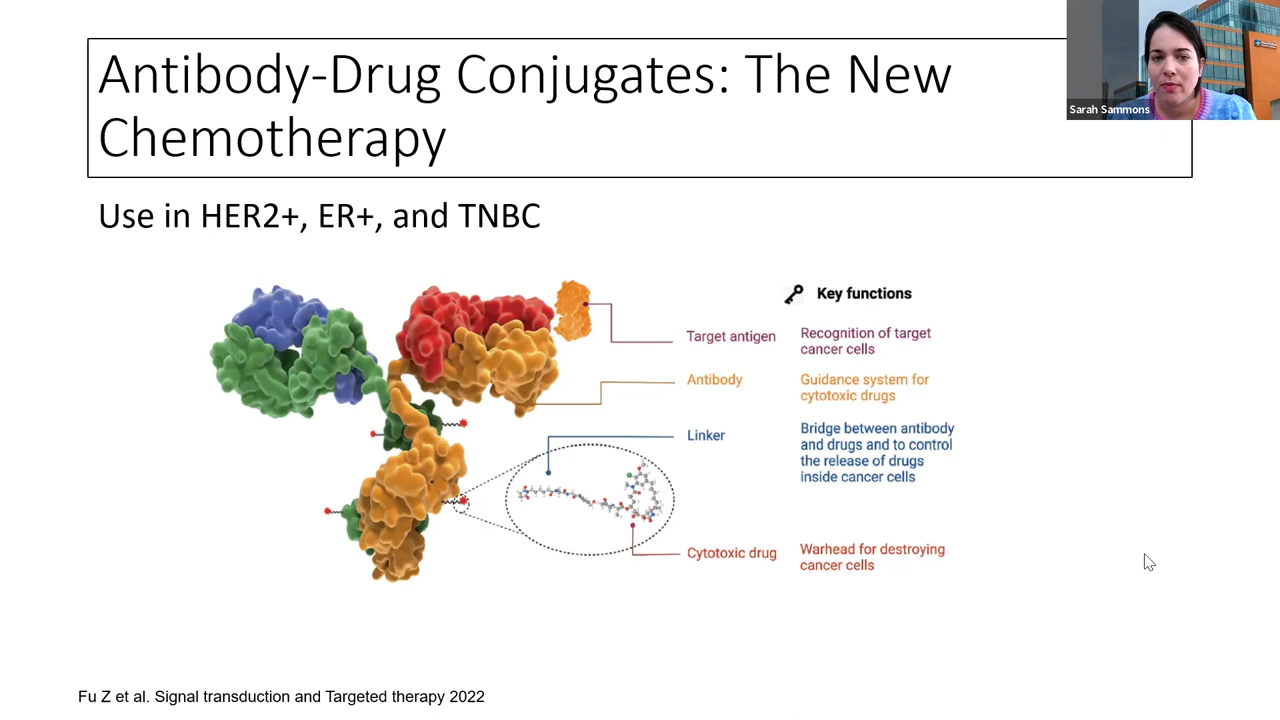 Antibody-Drug Conjugates: The New
Chemotherapy
Sarah Sammons
Use in HER2+, ER+, and TNBC
Key functions
Target antigen
Recognition of target
cancer cells
Antibody
Guidance system for
cytotoxic drugs
Linker
Bridge between antibody
and drugs and to control
the release of drugs
inside cancer cells
Cytotoxic drug
Warhead for destroying
cancer cells
Fu Z et al. Signal transduction and Targeted therapy 2022